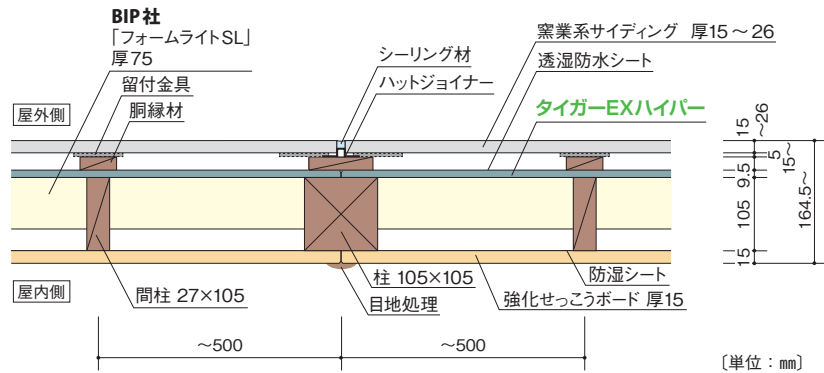 BIP社
「フォームライトSL」
厚75
留付金具
胴縁材
屋外側
シーリング材
ハットジョイナー
窯業系サイディング 厚15～26
透湿防水シート
タイガーEXハイパー
15
～26
5
15～
9.5
105
15
164.5～
屋内側
間柱 27×105
柱 105×105
目地処理
防湿シート
強化せっこうボード 厚15
～500
～500
〔単位：㎜〕